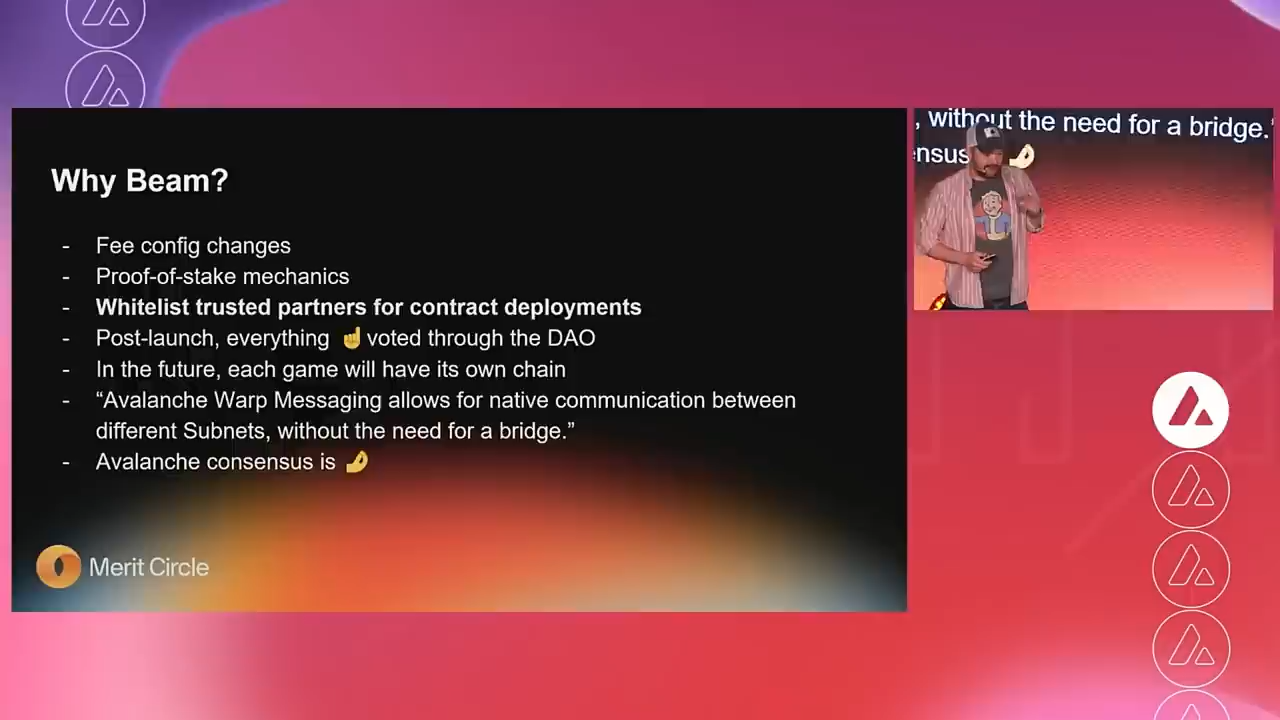 Why Beam?
- Fee config changes
- Proof-of-stake mechanics
- Whitelist trusted partners for contract deployments
- Post-launch, everything ☝️voted through the DAO
- In the future, each game will have its own chain
- “Avalanche Warp Messaging allows for native communication between
different Subnets, without the need for a bridge.”
- Avalanche consensus is 🤌
Merit Circle
, without the need for a bridge.”
ensus